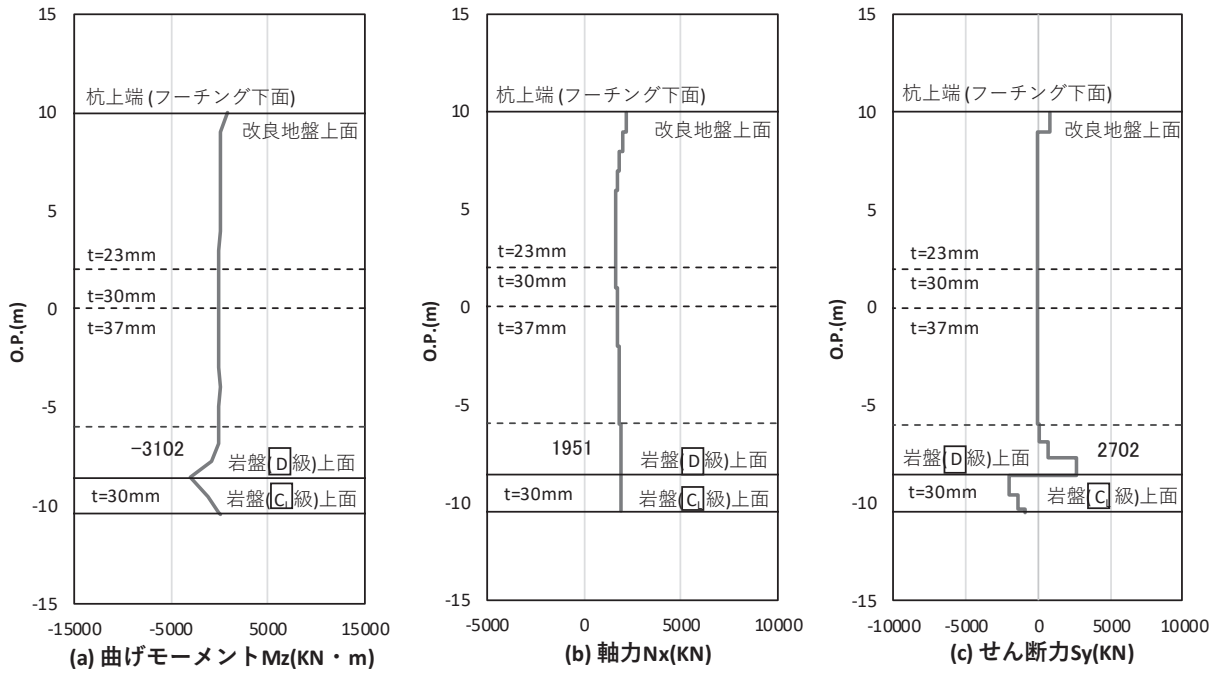 15
10
5
0
-5
-10
-15
O.P.(m)
杭上端 (フーチング下面)
改良地盤上面
t=23mm
t=30mm
t=37mm
−3102
岩盤(D級)上面
t=30mm
岩盤(CL級)上面
-15000
-5000
5000
15000
(a) 曲げモーメントMz(KN・m)
15
10
5
0
-5
-10
-15
O.P.(m)
杭上端 (フーチング下面)
改良地盤上面
t=23mm
t=30mm
t=37mm
1951
岩盤(D級)上面
t=30mm
岩盤(CL級)上面
-5000
0
5000
10000
(b) 軸力Nx(KN)
15
10
5
0
-5
-10
-15
O.P.(m)
杭上端 (フーチング下面)
改良地盤上面
t=23mm
t=30mm
t=37mm
2702
岩盤(D級)上面
t=30mm
岩盤(CL級)上面
-10000
-5000
0
5000
10000
(c) せん断力Sy(KN)